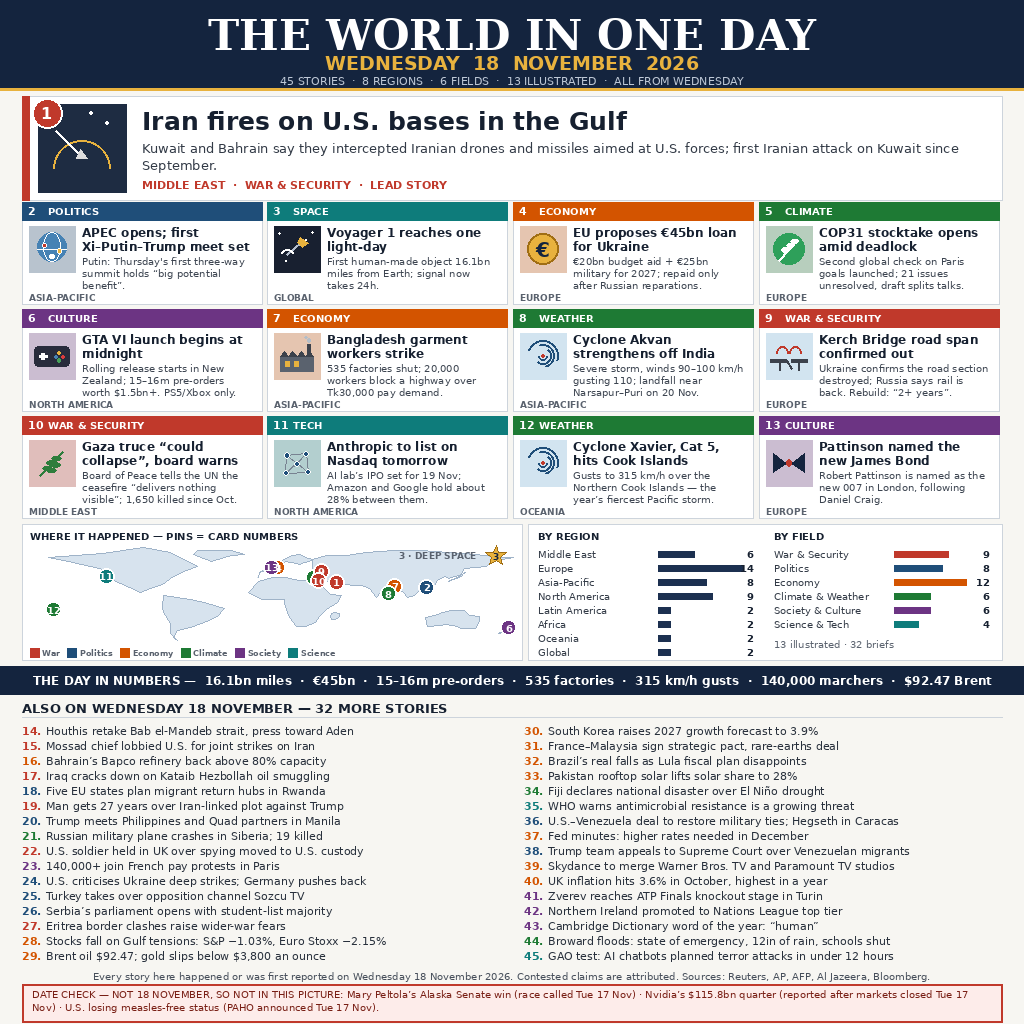 THE WORLD IN ONE DAY
WEDNESDAY 18 NOVEMBER 2026
45 STORIES · 8 REGIONS · 6 FIELDS · 13 ILLUSTRATED · ALL FROM WEDNESDAY
1
Iran fires on U.S. bases in the Gulf
Kuwait and Bahrain say they intercepted Iranian drones and missiles aimed at U.S. forces; first Iranian attack on Kuwait since
September.
MIDDLE EAST · WAR & SECURITY · LEAD STORY
2 POLITICS
APEC opens; first
Xi–Putin–Trump meet set
Putin: Thursday's first three-way
summit holds “big potential
benefit”.
ASIA-PACIFIC
3 SPACE
Voyager 1 reaches one
light-day
First human-made object 16.1bn
miles from Earth; signal now
takes 24h.
GLOBAL
4 ECONOMY
€
EU proposes €45bn loan
for Ukraine
€20bn budget aid + €25bn
military for 2027; repaid only
after Russian reparations.
EUROPE
5 CLIMATE
COP31 stocktake opens
amid deadlock
Second global check on Paris
goals launched; 21 issues
unresolved, draft splits talks.
EUROPE
6 CULTURE
GTA VI launch begins at
midnight
Rolling release starts in New
Zealand; 15–16m pre-orders
worth $1.5bn+. PS5/Xbox only.
NORTH AMERICA
7 ECONOMY
Bangladesh garment
workers strike
535 factories shut; 20,000
workers block a highway over
Tk30,000 pay demand.
ASIA-PACIFIC
8 WEATHER
Cyclone Akvan
strengthens off India
Severe storm, winds 90–100 km/h
gusting 110; landfall near
Narsapur–Puri on 20 Nov.
ASIA-PACIFIC
9 WAR & SECURITY
Kerch Bridge road span
confirmed out
Ukraine confirms the road section
destroyed; Russia says rail is
back. Rebuild: “2+ years”.
EUROPE
10 WAR & SECURITY
Gaza truce “could
collapse”, board warns
Board of Peace tells the UN the
ceasefire “delivers nothing
visible”; 1,650 killed since Oct.
MIDDLE EAST
11 TECH
Anthropic to list on
Nasdaq tomorrow
AI lab's IPO set for 19 Nov;
Amazon and Google hold about
28% between them.
NORTH AMERICA
12 WEATHER
Cyclone Xavier, Cat 5,
hits Cook Islands
Gusts to 315 km/h over the
Northern Cook Islands — the
year’s fiercest Pacific storm.
OCEANIA
13 CULTURE
Pattinson named the
new James Bond
Robert Pattinson is named as the
new 007 in London, following
Daniel Craig.
EUROPE
WHERE IT HAPPENED — PINS = CARD NUMBERS
3 · DEEP SPACE
3
11
13
9
10
1
7
8
2
12
6
War
Politics
Economy
Climate
Society
Science
BY REGION
Middle East 6
Europe 14
Asia-Pacific 8
North America 9
Latin America 2
Africa 2
Oceania 2
Global 2
BY FIELD
War & Security 9
Politics 8
Economy 12
Climate & Weather 6
Society & Culture 6
Science & Tech 4
13 illustrated · 32 briefs
THE DAY IN NUMBERS — 16.1bn miles · €45bn · 15–16m pre-orders · 535 factories · 315 km/h gusts · 140,000 marchers · $92.47 Brent
ALSO ON WEDNESDAY 18 NOVEMBER — 32 MORE STORIES
14. Houthis retake Bab el-Mandeb strait, press toward Aden
15. Mossad chief lobbied U.S. for joint strikes on Iran
16. Bahrain’s Bapco refinery back above 80% capacity
17. Iraq cracks down on Kataib Hezbollah oil smuggling
18. Five EU states plan migrant return hubs in Rwanda
19. Man gets 27 years over Iran-linked plot against Trump
20. Trump meets Philippines and Quad partners in Manila
21. Russian military plane crashes in Siberia; 19 killed
22. U.S. soldier held in UK over spying moved to U.S. custody
23. 140,000+ join French pay protests in Paris
24. U.S. criticises Ukraine deep strikes; Germany pushes back
25. Turkey takes over opposition channel Sozcu TV
26. Serbia’s parliament opens with student-list majority
27. Eritrea border clashes raise wider-war fears
28. Stocks fall on Gulf tensions: S&P −1.03%, Euro Stoxx −2.15%
29. Brent oil $92.47; gold slips below $3,800 an ounce
30. South Korea raises 2027 growth forecast to 3.9%
31. France–Malaysia sign strategic pact, rare-earths deal
32. Brazil’s real falls as Lula fiscal plan disappoints
33. Pakistan rooftop solar lifts solar share to 28%
34. Fiji declares national disaster over El Niño drought
35. WHO warns antimicrobial resistance is a growing threat
36. U.S.–Venezuela deal to restore military ties; Hegseth in Caracas
37. Fed minutes: higher rates needed in December
38. Trump team appeals to Supreme Court over Venezuelan migrants
39. Skydance to merge Warner Bros. TV and Paramount TV studios
40. UK inflation hits 3.6% in October, highest in a year
41. Zverev reaches ATP Finals knockout stage in Turin
42. Northern Ireland promoted to Nations League top tier
43. Cambridge Dictionary word of the year: “human”
44. Broward floods: state of emergency, 12in of rain, schools shut
45. GAO test: AI chatbots planned terror attacks in under 12 hours
Every story here happened or was first reported on Wednesday 18 November 2026. Contested claims are attributed. Sources: Reuters, AP, AFP, Al Jazeera, Bloomberg.
DATE CHECK — NOT 18 NOVEMBER, SO NOT IN THIS PICTURE: Mary Peltola’s Alaska Senate win (race called Tue 17 Nov) · Nvidia’s $115.8bn quarter (reported after markets closed Tue 17
Nov) · U.S. losing measles-free status (PAHO announced Tue 17 Nov).